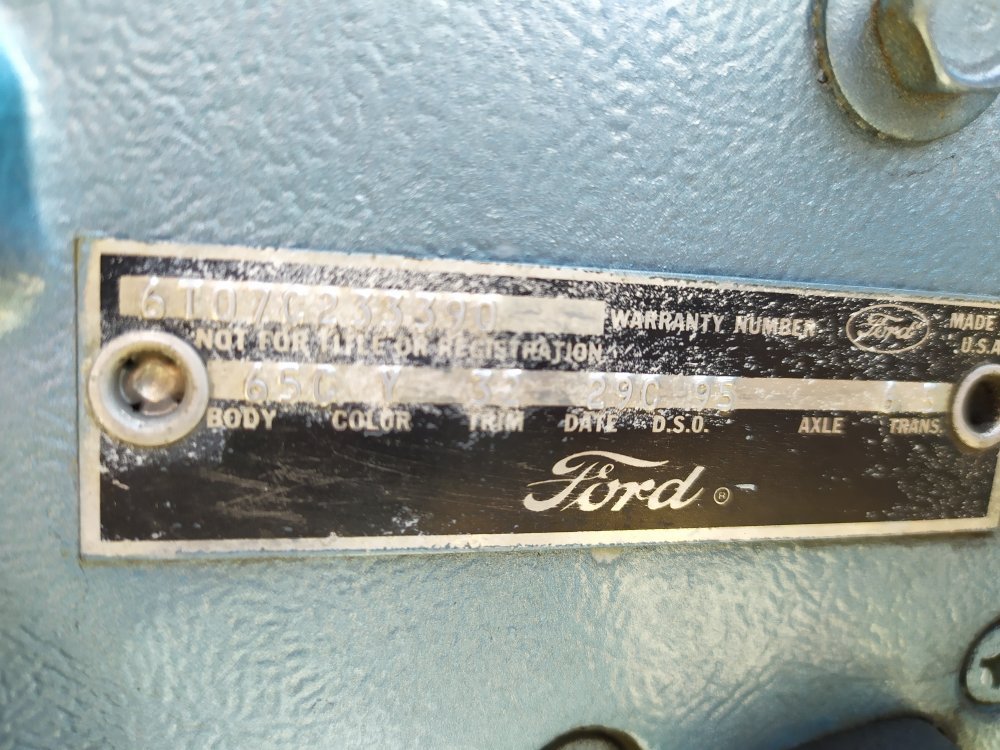 6T07C233390
WARRANTY NUMBER
Ford
MADE
U.S.A
NOT FOR TITLE OR REGISTRATION
65C Y 32 29C 95
BODY COLOR TRIM DATE D.S.O. AXLE TRANS.
Ford ®